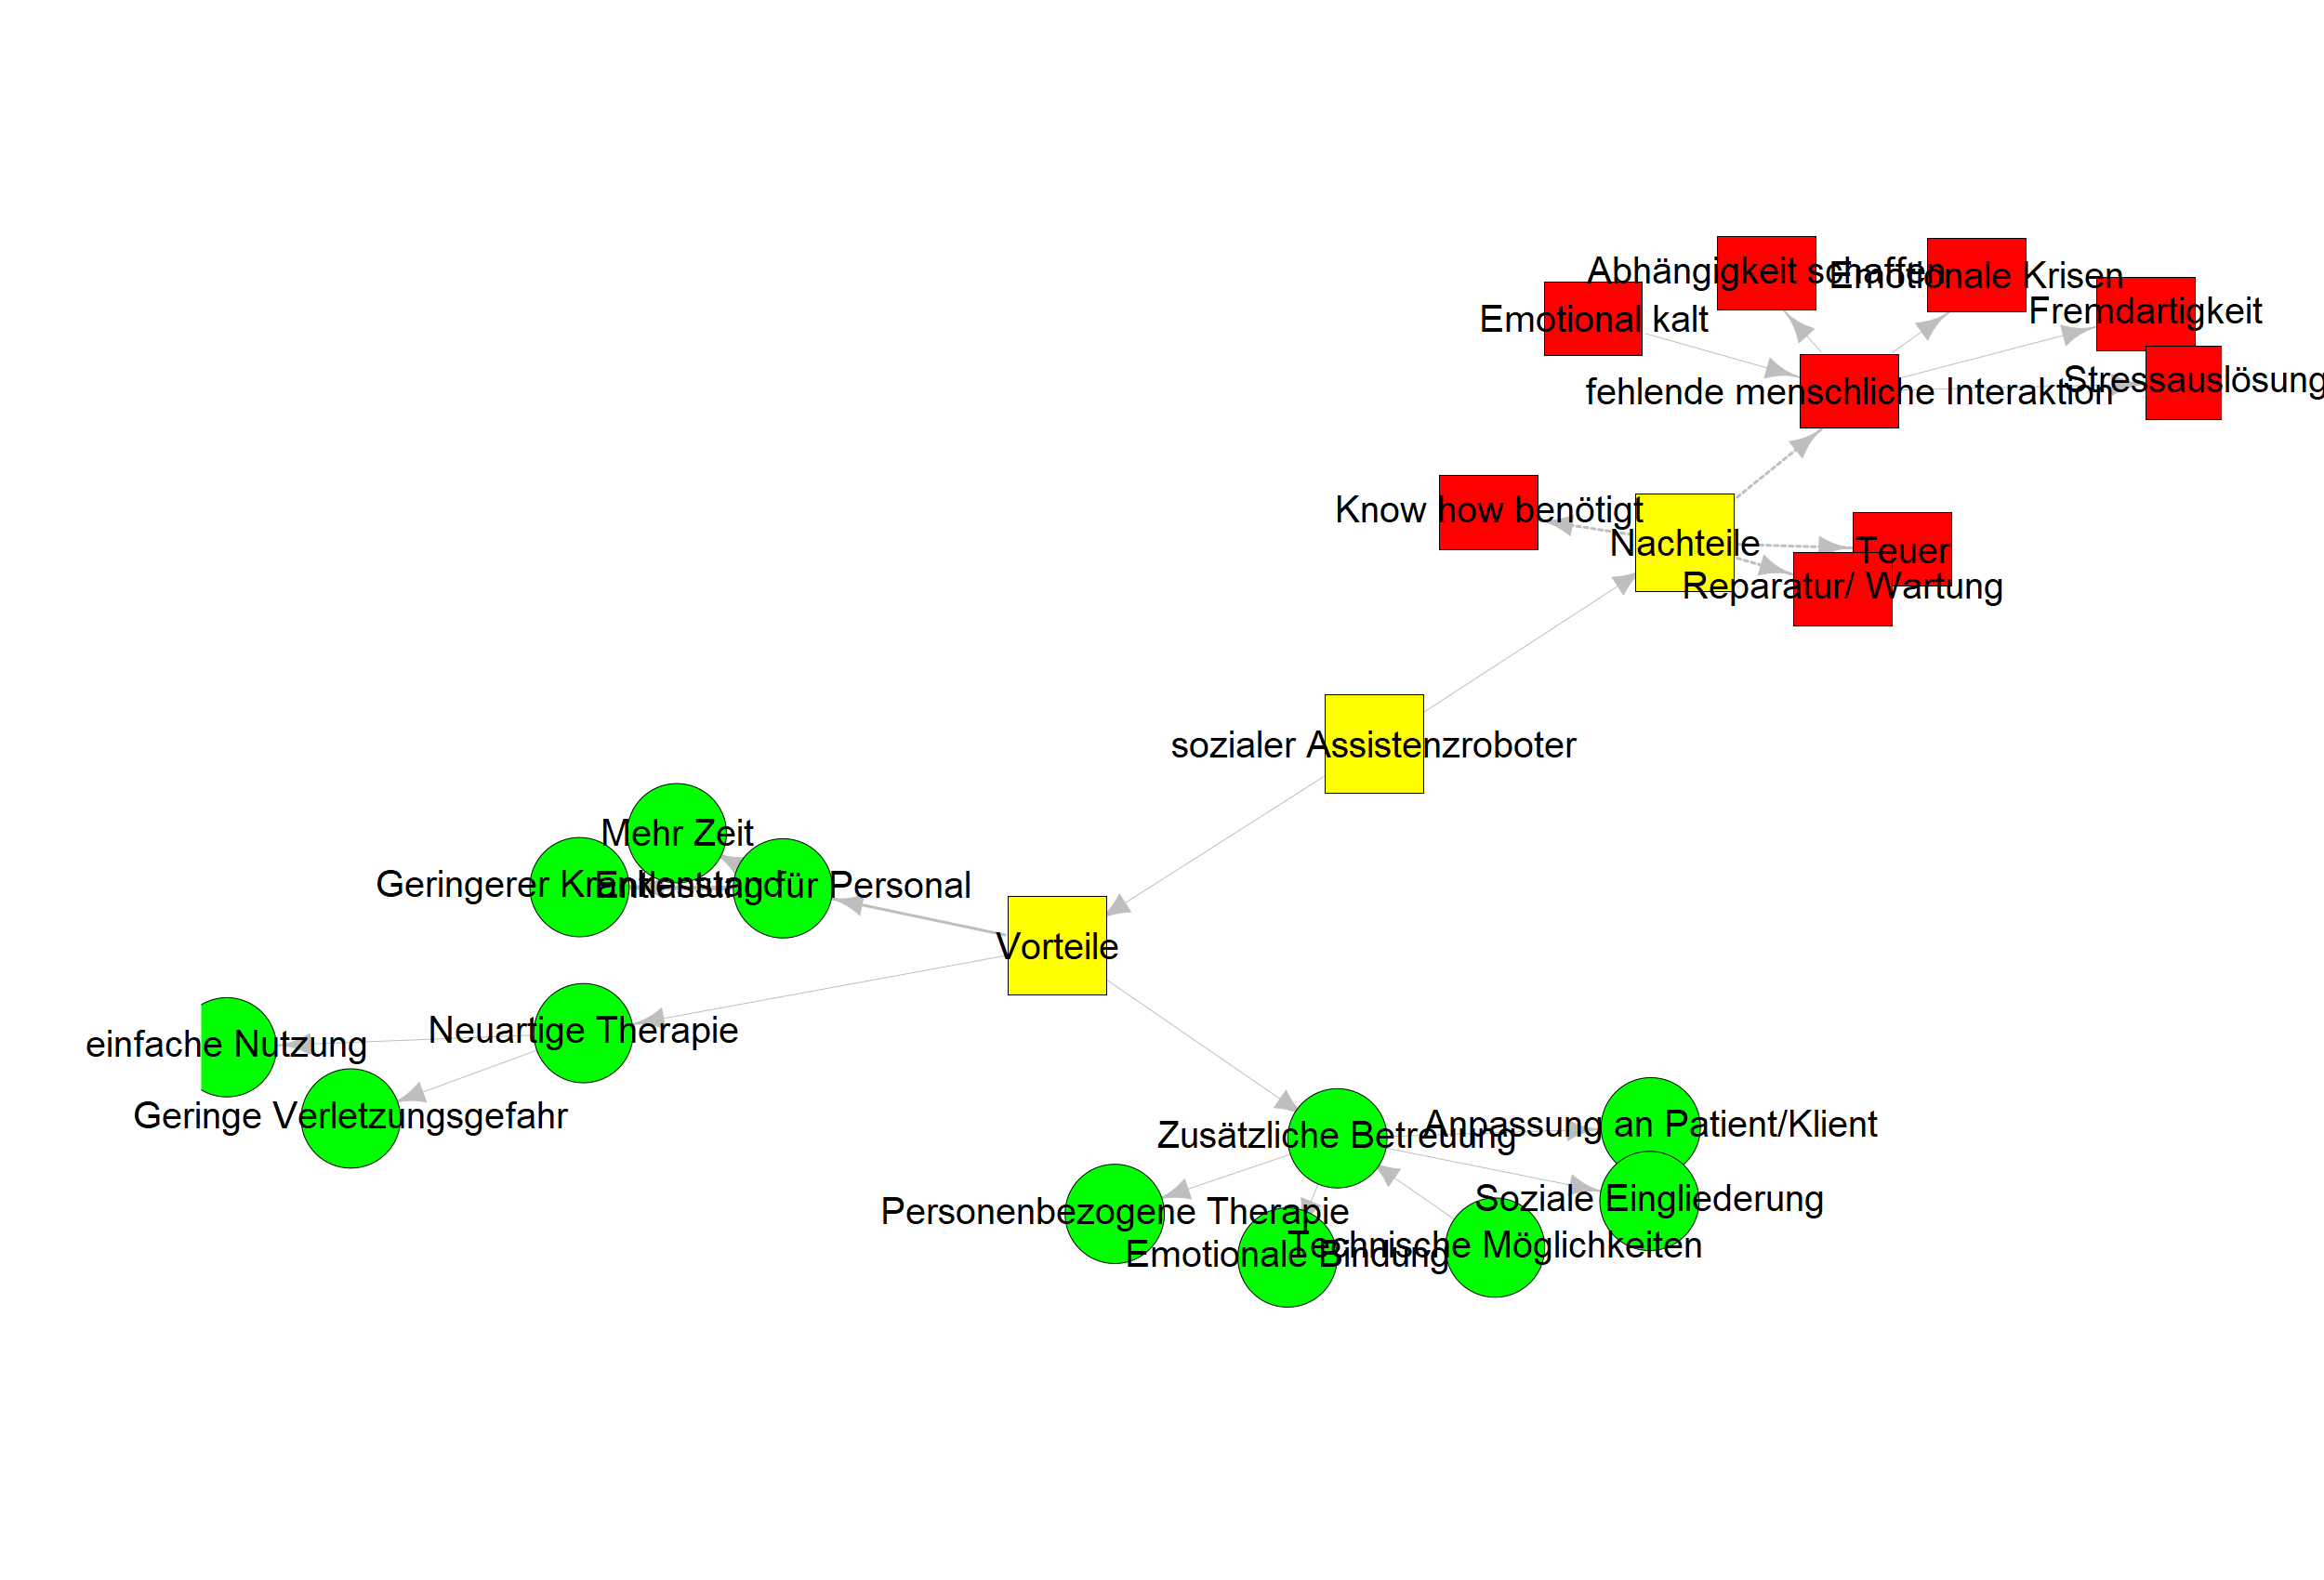 Abhängigkeit schaffen
Emotionale Krisen
Emotional kalt
Fremdartigkeit
Stressauslösung
fehlende menschliche Interaktion
Know how benötigt
Nachteile
Teuer
Reparatur/ Wartung
sozialer Assistenzroboter
Mehr Zeit
Geringerer Krankenstand
Entlastung für Personal
Vorteile
Neuartige Therapie
einfache Nutzung
Geringe Verletzungsgefahr
Zusätzliche Betreuung
Anpassung an Patient/Klient
Soziale Eingliederung
Personenbezogene Therapie
Technische Möglichkeiten
Emotionale Bindung